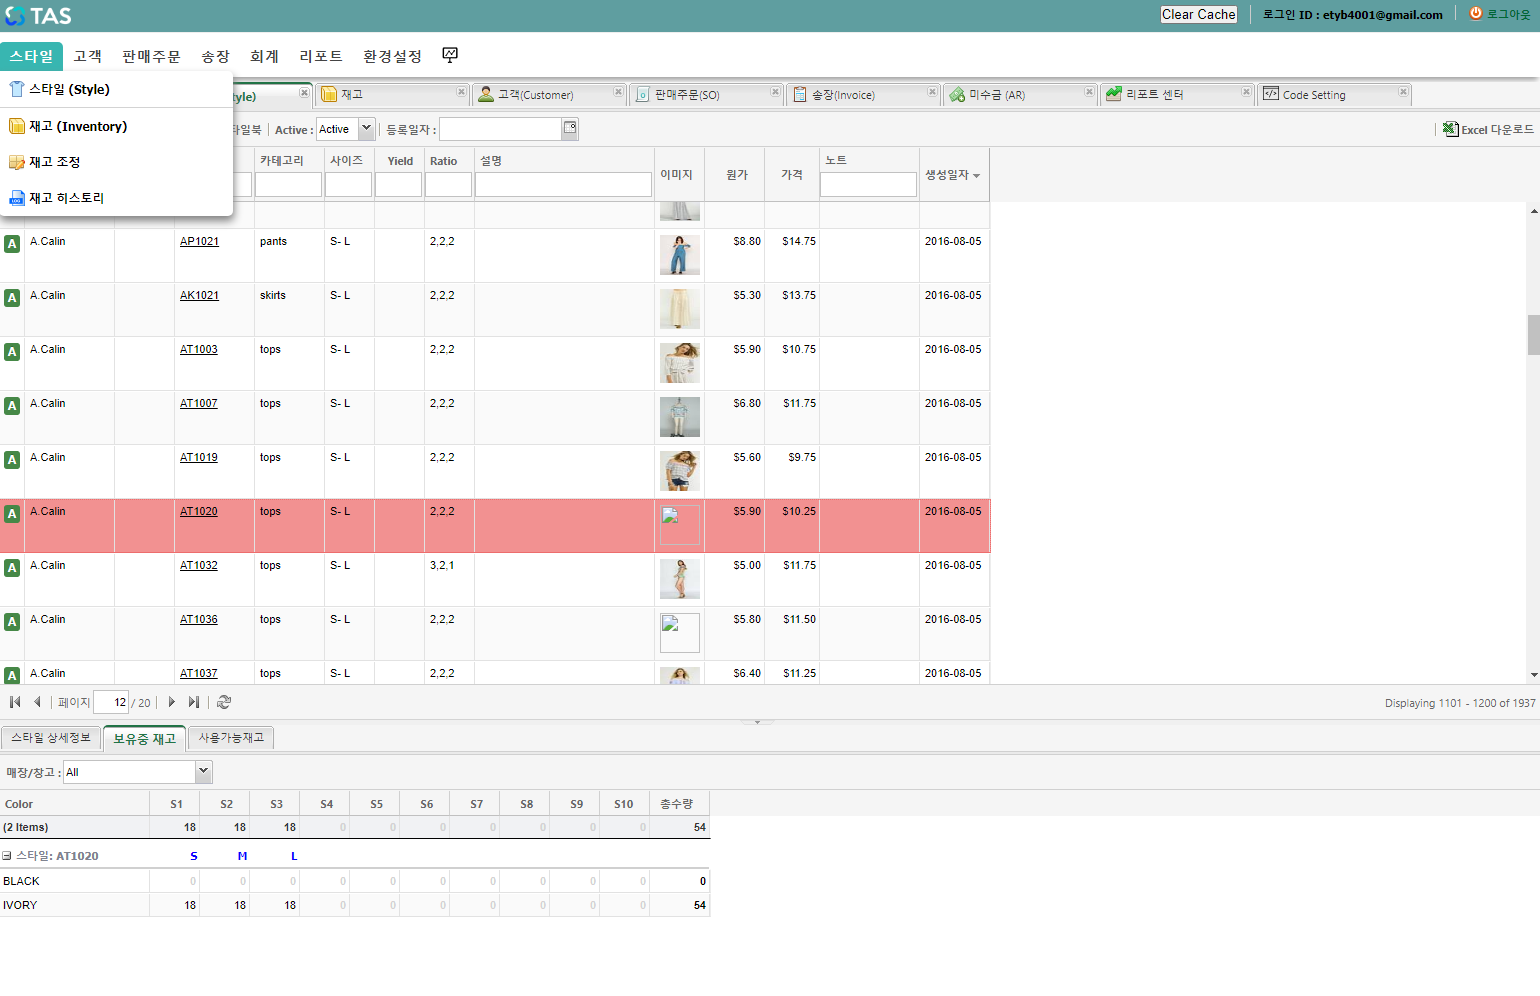 TAS
Clear Cache
로그인 ID : etyb4001@gmail.com
로그아웃
스타일 고객 판매주문 송장 회계 리포트 환경설정
스타일 (Style)
재고 (Inventory)
재고 조정
재고 히스토리
tyle) 재고 고객(Customer) 판매주문(SO) 송장(Invoice) 미수금 (AR) 리포트 센터 Code Setting
타일북 Active : Active 등록일자 : Excel 다운로드
카테고리 사이즈 Yield Ratio 설명 이미지 원가 가격 노트 생성일자
A A.Calin AP1021 pants S- L 2,2,2 $8.80 $14.75 2016-08-05
A A.Calin AK1021 skirts S- L 2,2,2 $5.30 $13.75 2016-08-05
A A.Calin AT1003 tops S- L 2,2,2 $5.90 $10.75 2016-08-05
A A.Calin AT1007 tops S- L 2,2,2 $6.80 $11.75 2016-08-05
A A.Calin AT1019 tops S- L 2,2,2 $5.60 $9.75 2016-08-05
A A.Calin AT1020 tops S- L 2,2,2 $5.90 $10.25 2016-08-05
A A.Calin AT1032 tops S- L 3,2,1 $5.00 $11.75 2016-08-05
A A.Calin AT1036 tops S- L 2,2,2 $5.80 $11.50 2016-08-05
A A.Calin AT1037 tops S- L 2,2,2 $6.40 $11.25 2016-08-05
페이지 12 / 20
Displaying 1101 - 1200 of 1937
스타일 상세정보 보유중 재고 사용가능재고
매장/창고 : All
Color S1 S2 S3 S4 S5 S6 S7 S8 S9 S10 총수량
(2 Items) 18 18 18 0 0 0 0 0 0 0 54
스타일: AT1020 S M L
BLACK 0 0 0 0 0 0 0 0 0 0 0
IVORY 18 18 18 0 0 0 0 0 0 0 54